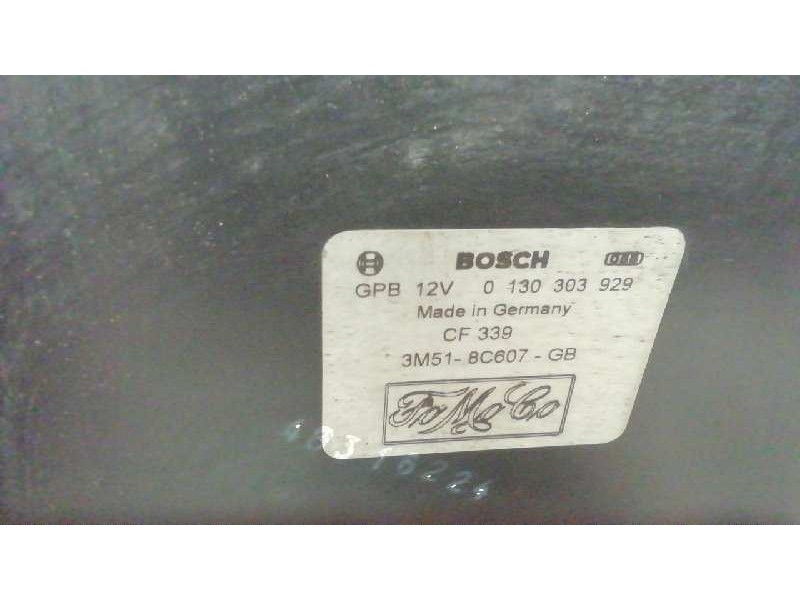 BOSCH
GPB 12V 0 130 303 929
Made in Germany
CF 339
3M51-8C607-GB
FoMoCo